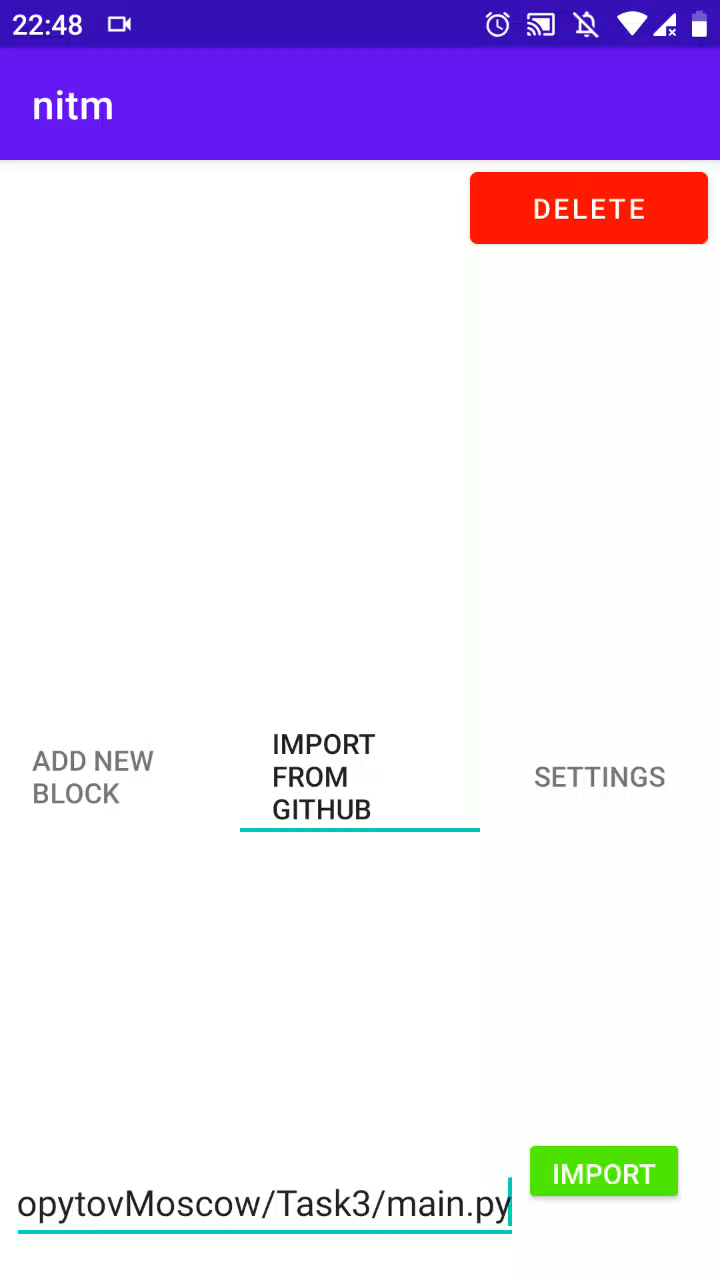 22:48
nitm
DELETE
ADD NEW
BLOCK
IMPORT
FROM
GITHUB
SETTINGS
opytovMoscow/Task3/main.py
IMPORT